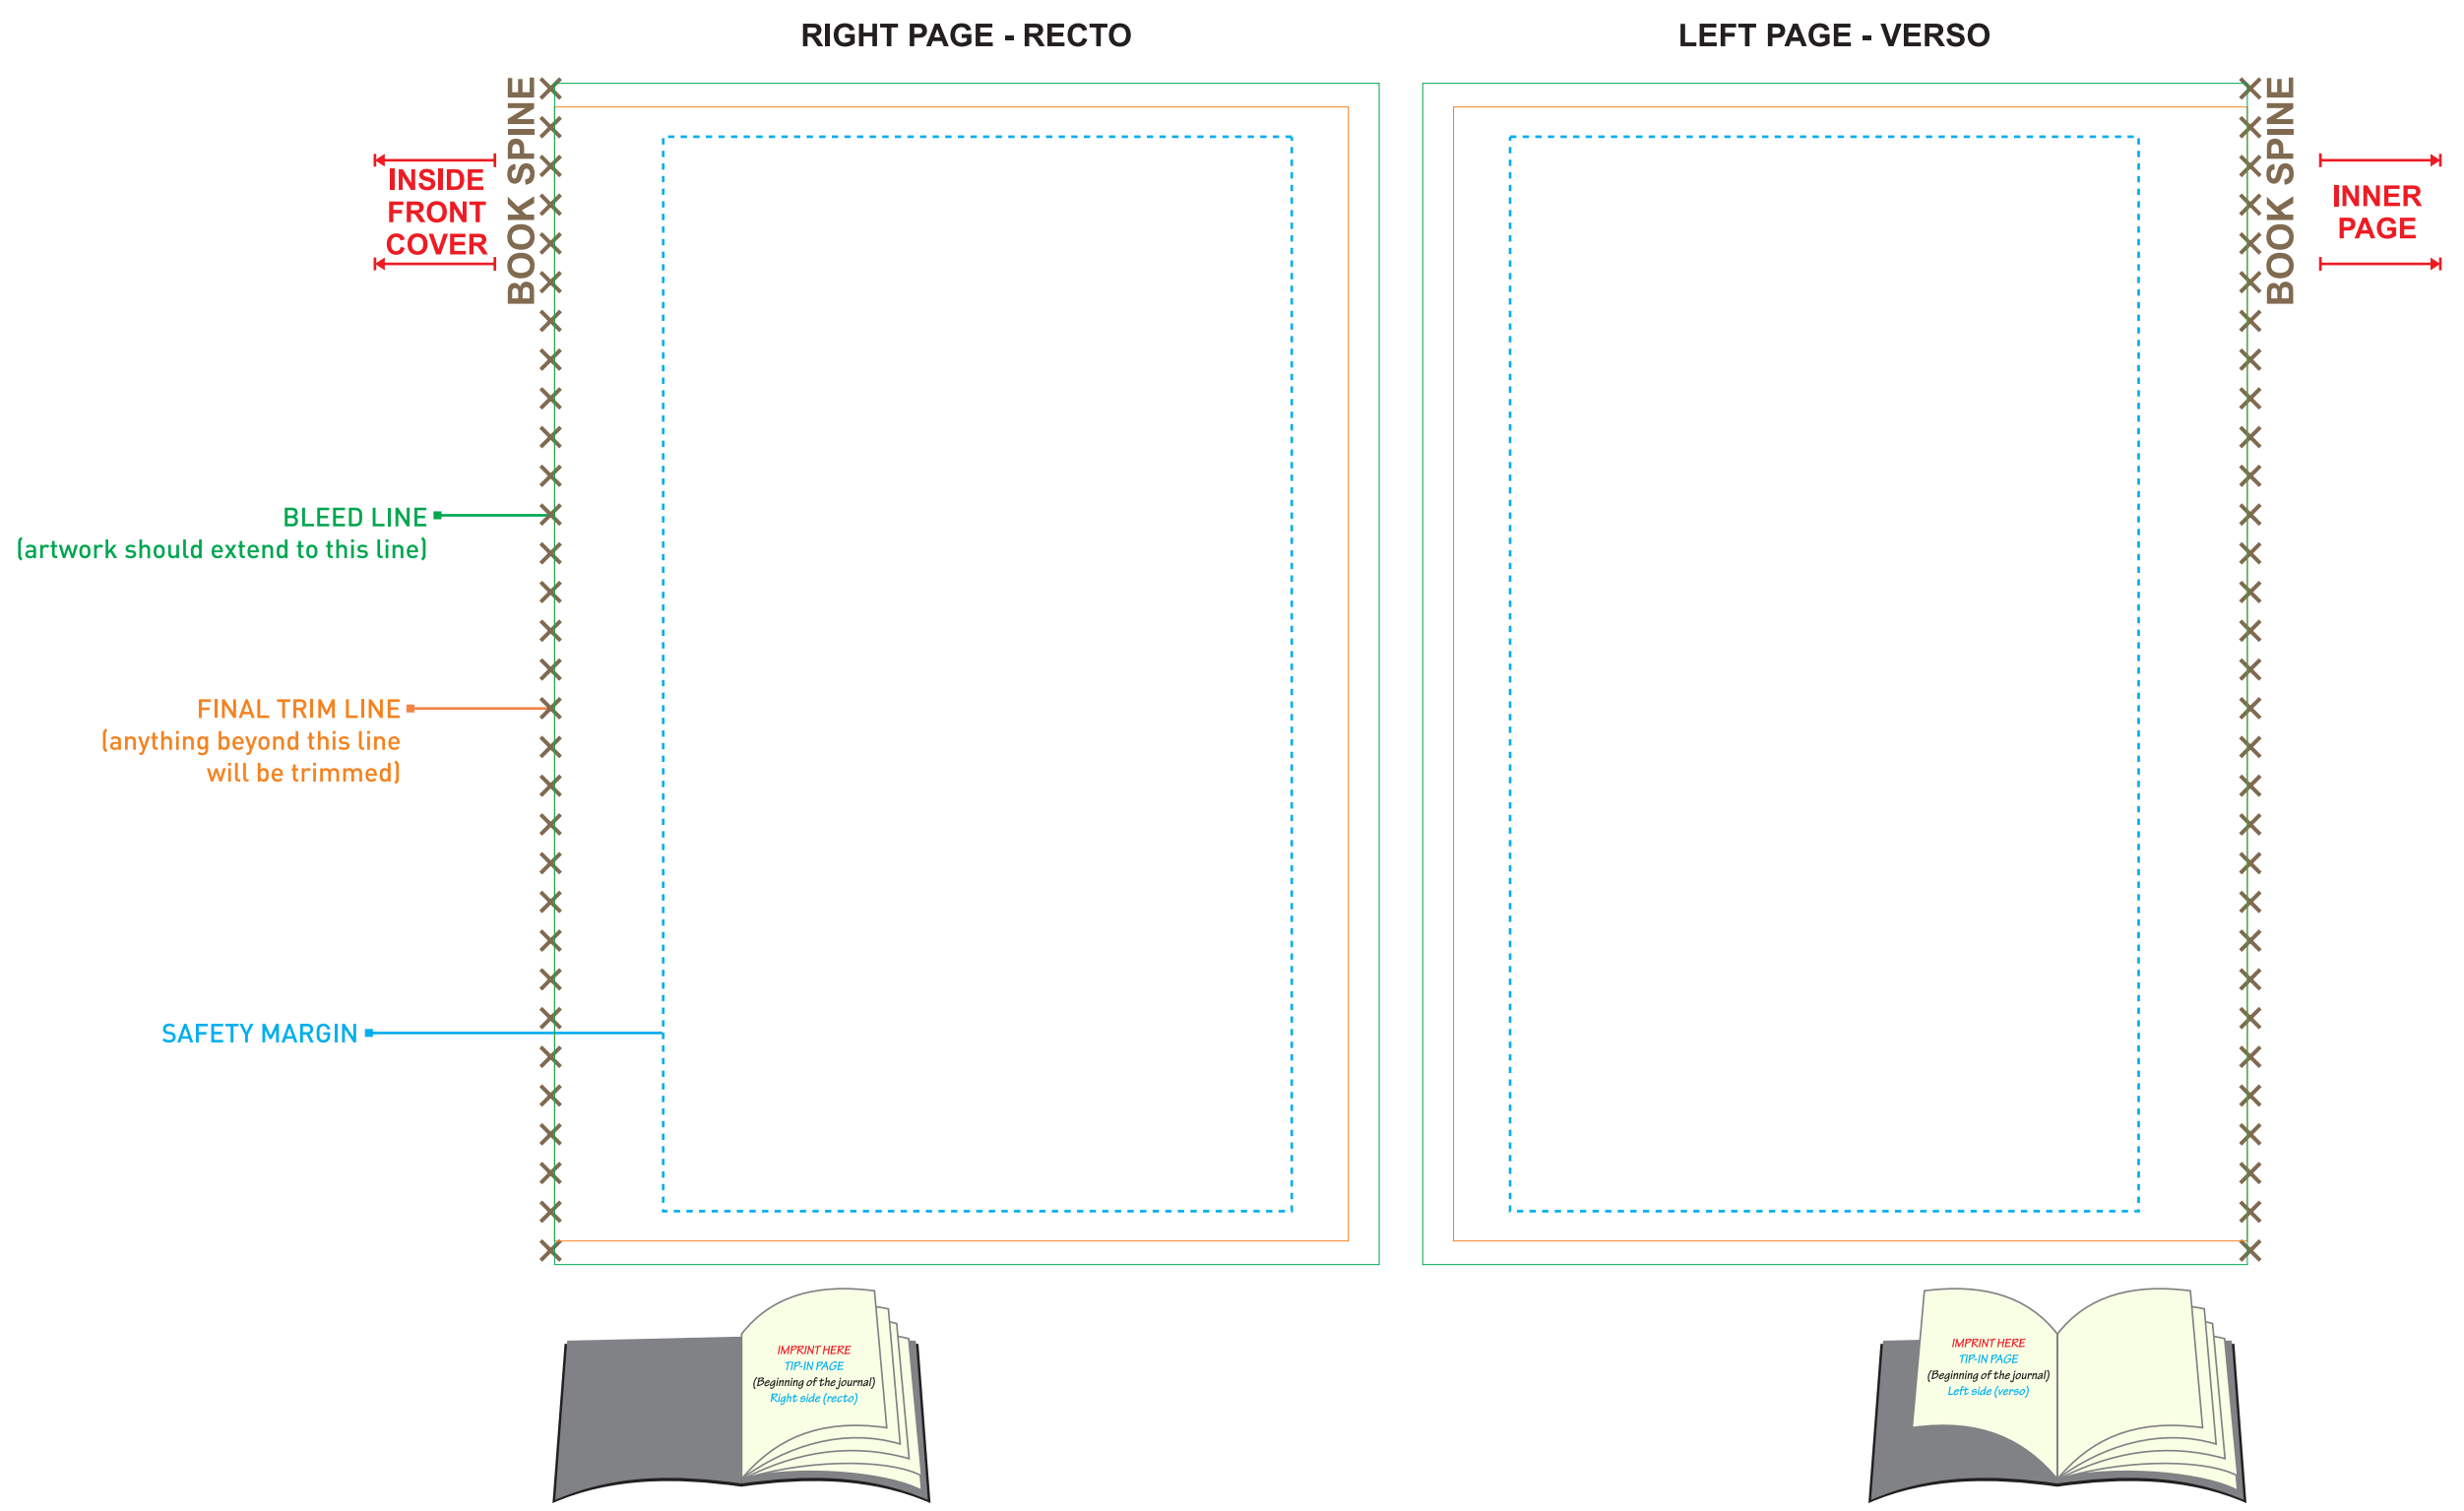 RIGHT PAGE - RECTO
LEFT PAGE - VERSO
BOOK SPINE
INSIDE
FRONT
COVER
BOOK SPINE
INNER
PAGE
BLEED LINE
(artwork should extend to this line)
FINAL TRIM LINE
(anything beyond this line
will be trimmed)
SAFETY MARGIN
IMPRINT HERE
TIP-IN PAGE
(Beginning of the journal)
Right side (recto)
IMPRINT HERE
TIP-IN PAGE
(Beginning of the journal)
Left side (verso)